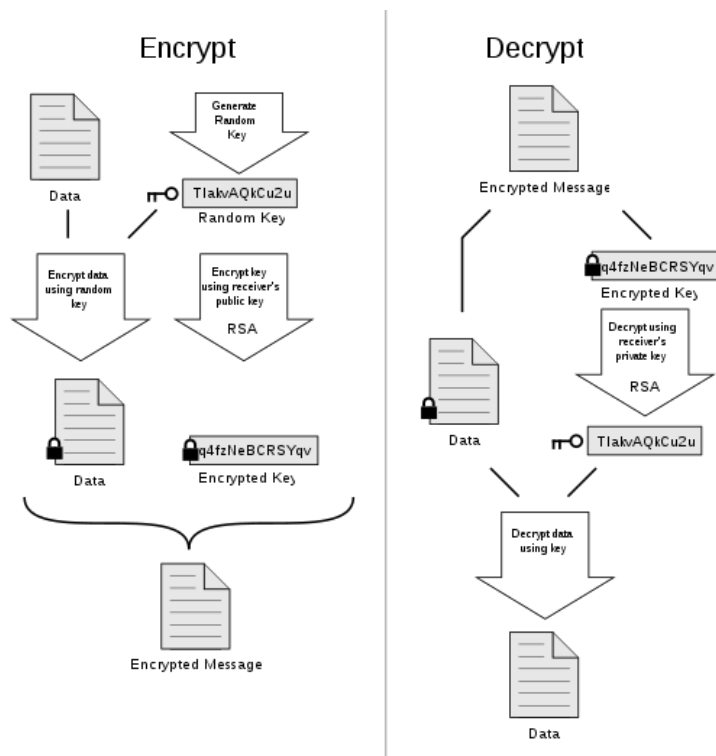 Encrypt
Data
Generate
Random
Key
TIakvAQkCu2u
Random Key
Encrypt data
using random
key
Encrypt key
using receiver's
public key
RSA
Data
q4fzNeBCRSYqv
Encrypted Key
Encrypted Message
Decrypt
Encrypted Message
q4fzNeBCRSYqv
Encrypted Key
Decrypt using
receiver's
private key
RSA
Data
TIakvAQkCu2u
Decrypt data
using key
Data